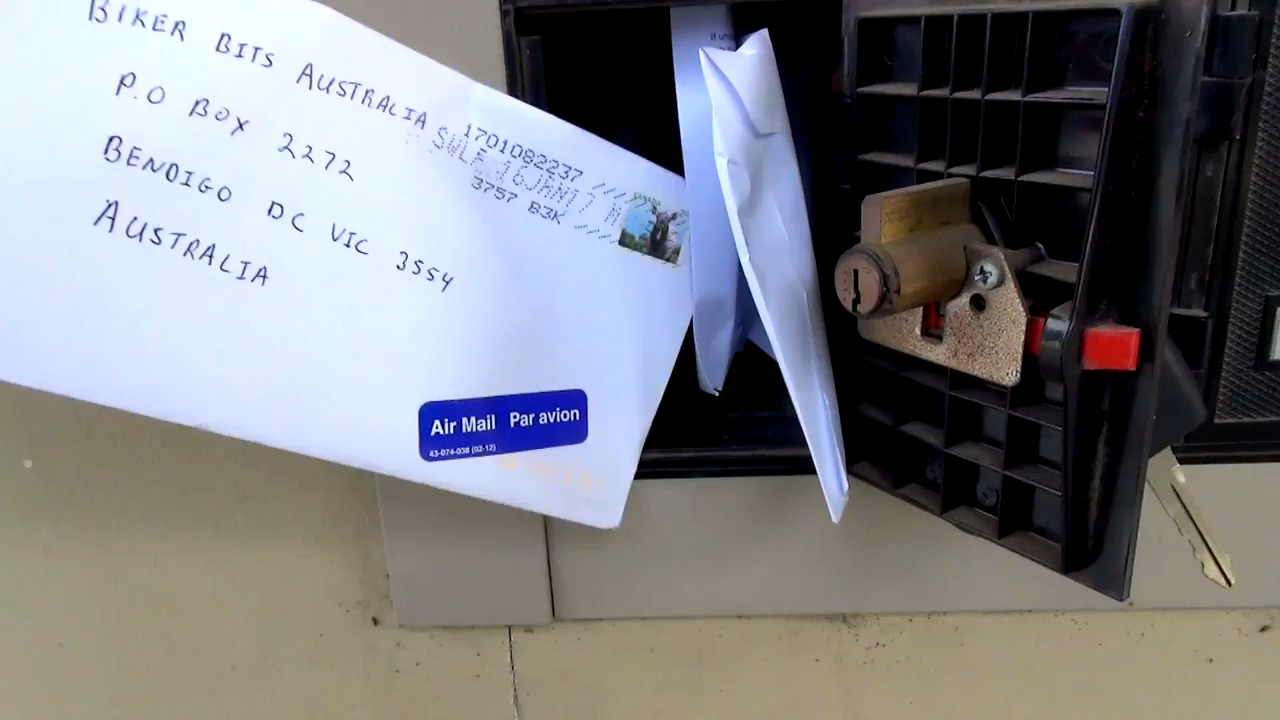 BIKER BITS AUSTRALIA
P.O BOX 2272
BENDIGO DC VIC 3554
AUSTRALIA
1701082237
16JAN17
3757 B3K
CANADA
Air Mail Par avion
43-074-038 (02-12)